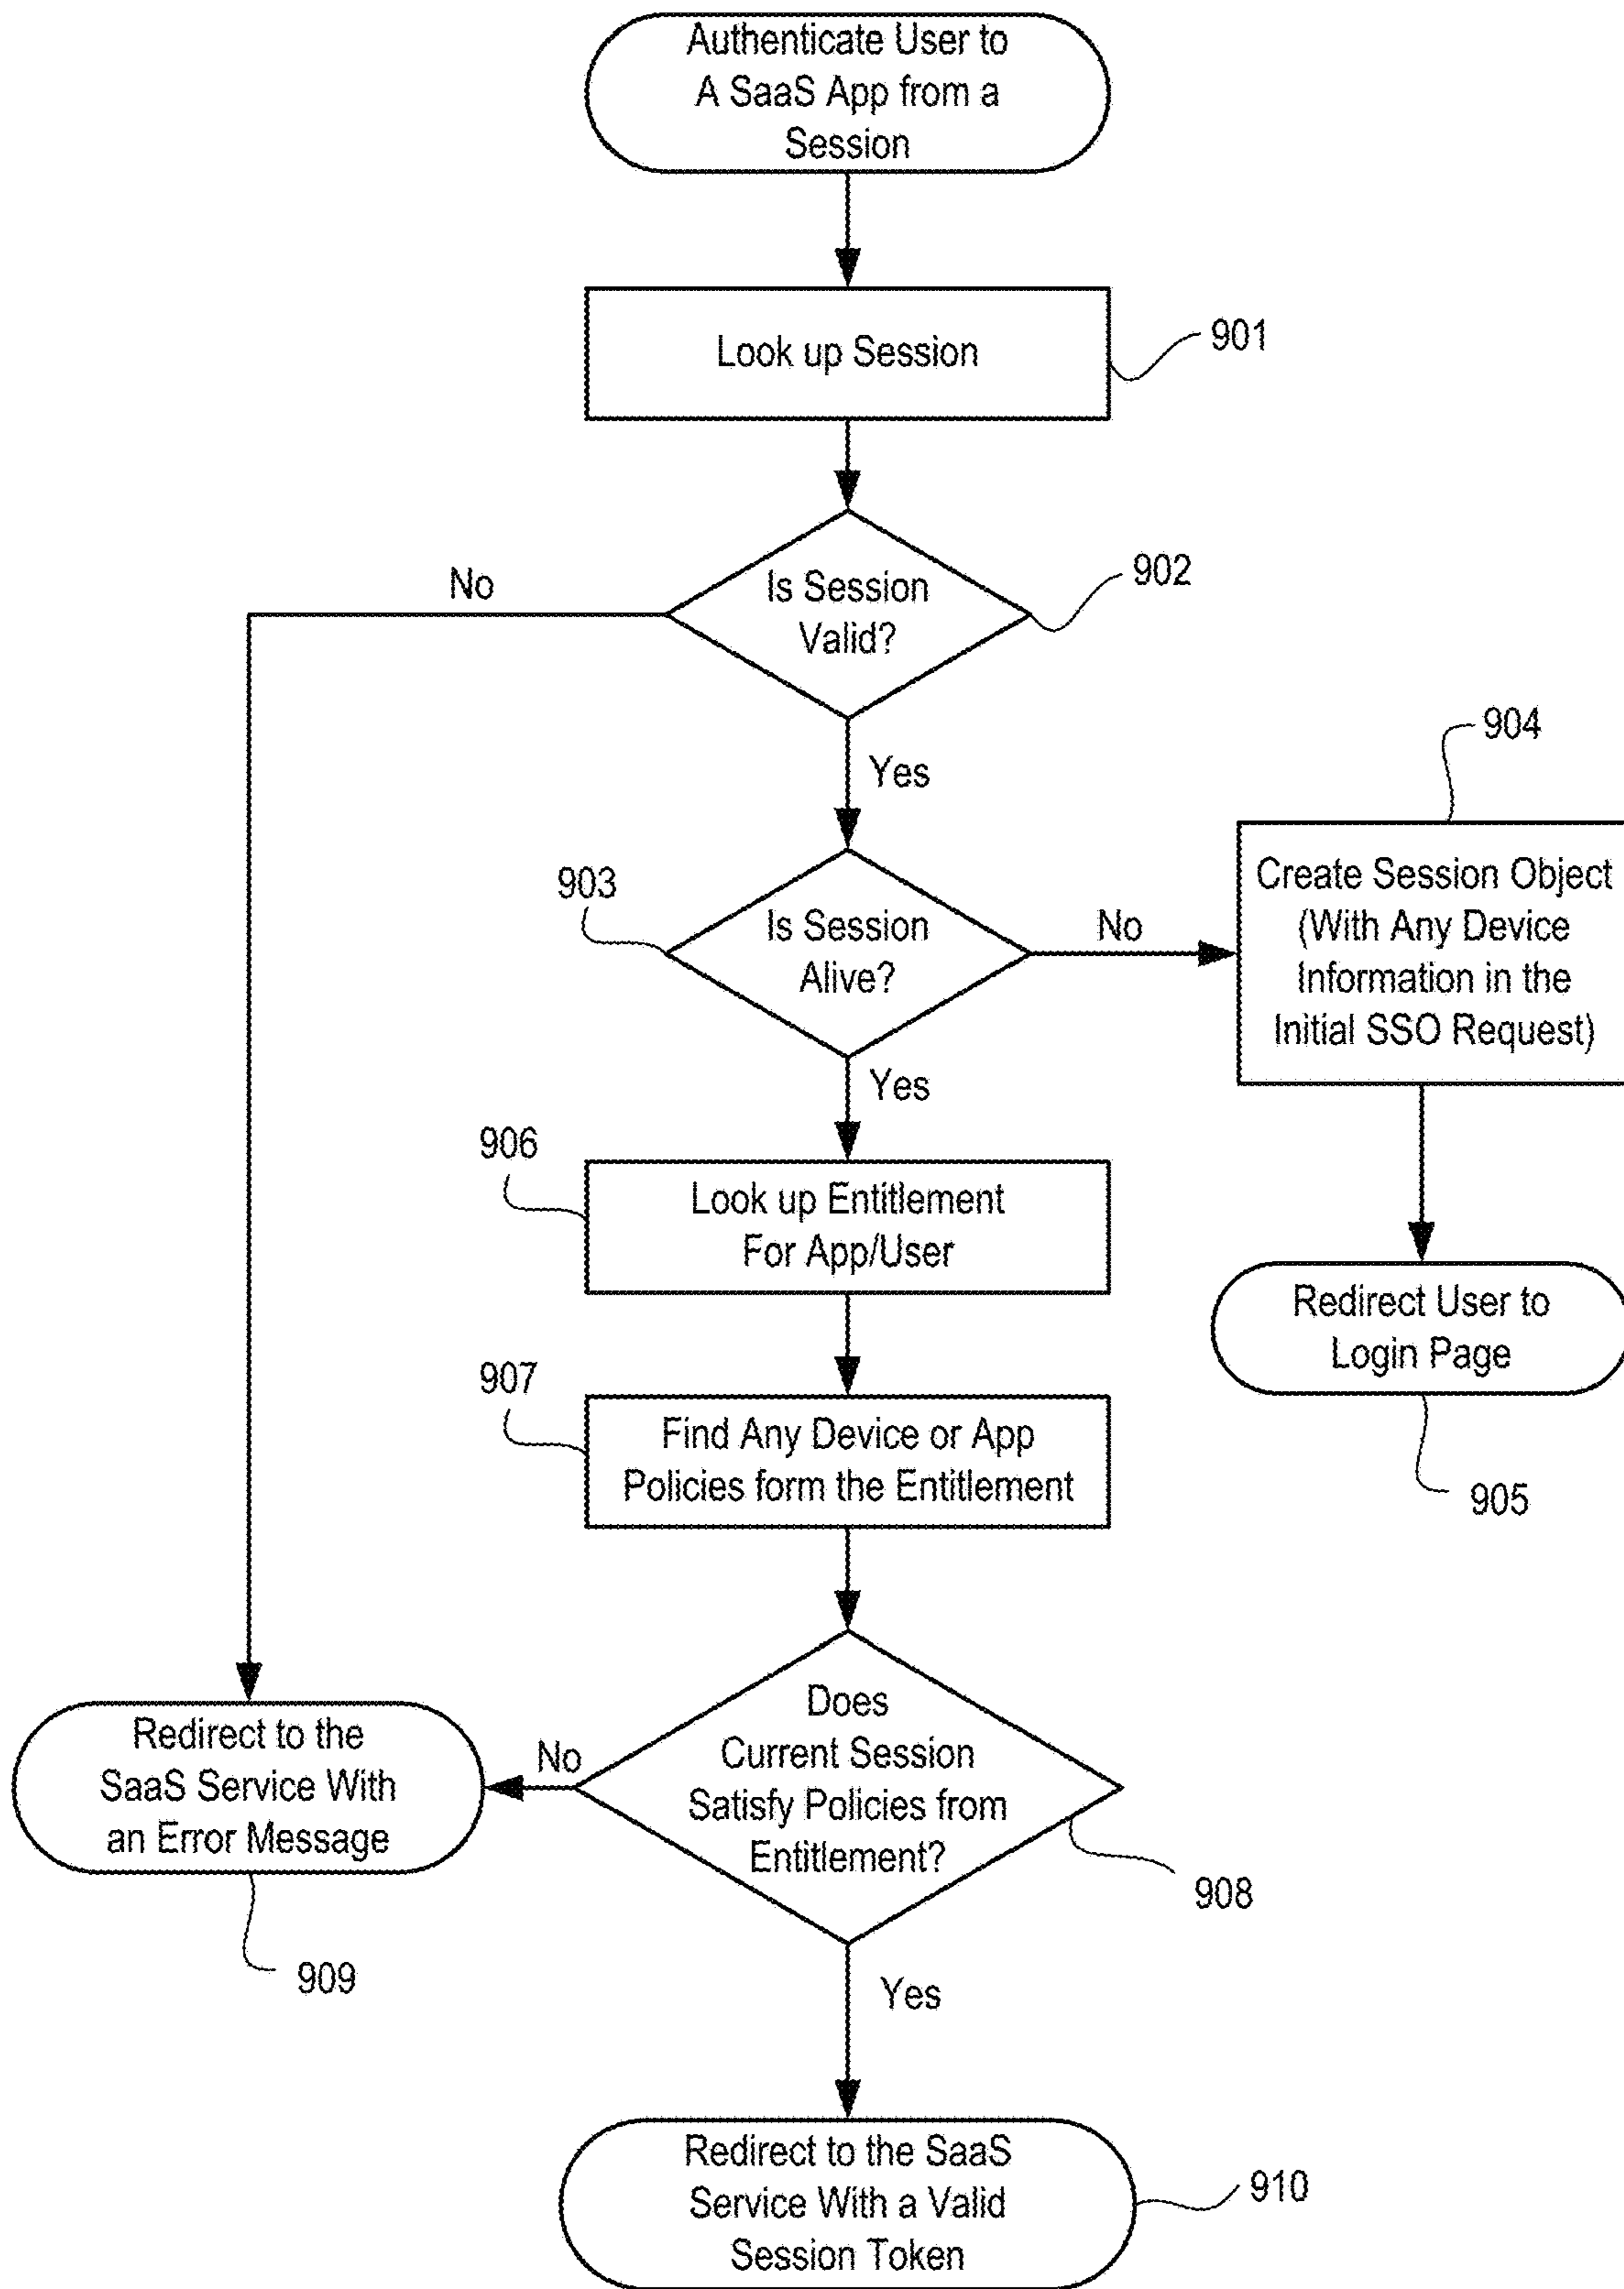 Authenticate User to
A SaaS App from a
Session
Look up Session
901
Is Session
Valid?
902
No
Yes
904
903
Is Session
Alive?
No
Create Session Object
(With Any Device
Information in the
Initial SSO Request)
Yes
906
Look up Entitlement
For App/User
Redirect User to
Login Page
905
907
Find Any Device or App
Policies form the Entitlement
Does
Current Session
Satisfy Policies from
Entitlement?
908
No
Redirect to the
SaaS Service With
an Error Message
909
Yes
Redirect to the SaaS
Service With a Valid
Session Token
910